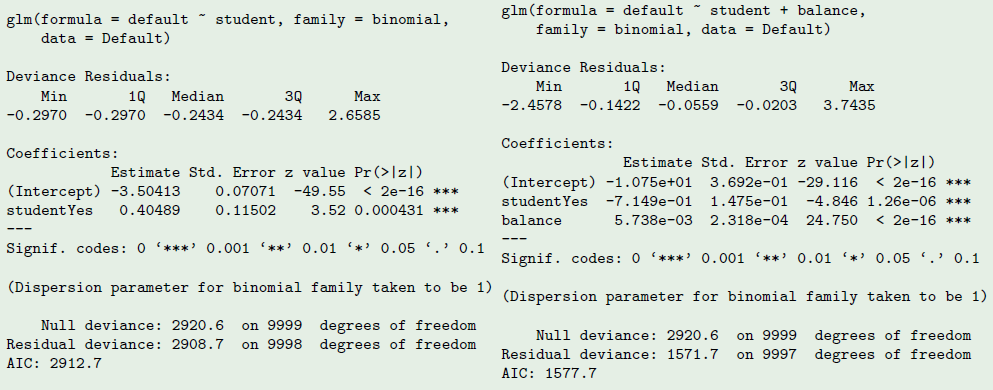 glm(formula = default ~ student, family = binomial,
    data = Default)
Deviance Residuals:
    Min      1Q   Median      3Q     Max
-0.2970 -0.2970 -0.2434 -0.2434  2.6585
Coefficients:
            Estimate Std. Error z value Pr(>|z|)
(Intercept) -3.50413    0.07071  -49.55  < 2e-16 ***
studentYes   0.40489    0.11502    3.52 0.000431 ***
---
Signif. codes: 0 ‘***’ 0.001 ‘**’ 0.01 ‘*’ 0.05 ‘.’ 0.1
(Dispersion parameter for binomial family taken to be 1)
    Null deviance: 2920.6  on 9999  degrees of freedom
Residual deviance: 2908.7  on 9998  degrees of freedom
AIC: 2912.7
glm(formula = default ~ student + balance,
    family = binomial, data = Default)
Deviance Residuals:
    Min      1Q   Median      3Q     Max
-2.4578 -0.1422 -0.0559 -0.0203  3.7435
Coefficients:
              Estimate Std. Error z value Pr(>|z|)
(Intercept) -1.075e+01  3.692e-01 -29.116  < 2e-16 ***
studentYes  -7.149e-01  1.475e-01  -4.846 1.26e-06 ***
balance      5.738e-03  2.318e-04  24.750  < 2e-16 ***
---
Signif. codes: 0 ‘***’ 0.001 ‘**’ 0.01 ‘*’ 0.05 ‘.’ 0.1
(Dispersion parameter for binomial family taken to be 1)
    Null deviance: 2920.6  on 9999  degrees of freedom
Residual deviance: 1571.7  on 9997  degrees of freedom
AIC: 1577.7